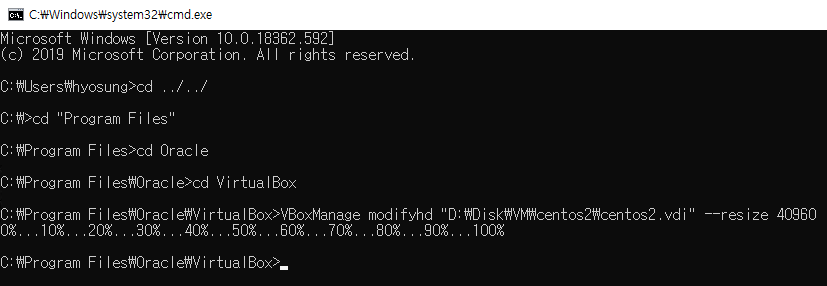 C:₩Windows₩system32₩cmd.exe
Microsoft Windows [Version 10.0.18362.592]
(c) 2019 Microsoft Corporation. All rights reserved.
C:₩Users₩hyosung>cd ../../
C:₩>cd "Program Files"
C:₩Program Files>cd Oracle
C:₩Program Files₩Oracle>cd VirtualBox
C:₩Program Files₩Oracle₩VirtualBox>VBoxManage modifyhd "D:₩Disk₩VM₩centos2₩centos2.vdi" --resize 40960
0%...10%...20%...30%...40%...50%...60%...70%...80%...90%...100%
C:₩Program Files₩Oracle₩VirtualBox>